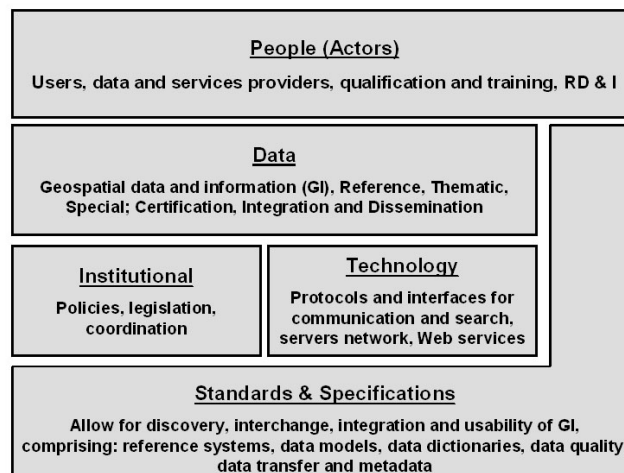 People (Actors)
Users, data and services providers, qualification and training, RD & I
Data
Geospatial data and information (GI), Reference, Thematic,
Special; Certification, Integration and Dissemination
Institutional
Policies, legislation,
coordination
Technology
Protocols and interfaces for
communication and search,
servers network, Web services
Standards & Specifications
Allow for discovery, interchange, integration and usability of GI,
comprising: reference systems, data models, data dictionaries, data quality
data transfer and metadata